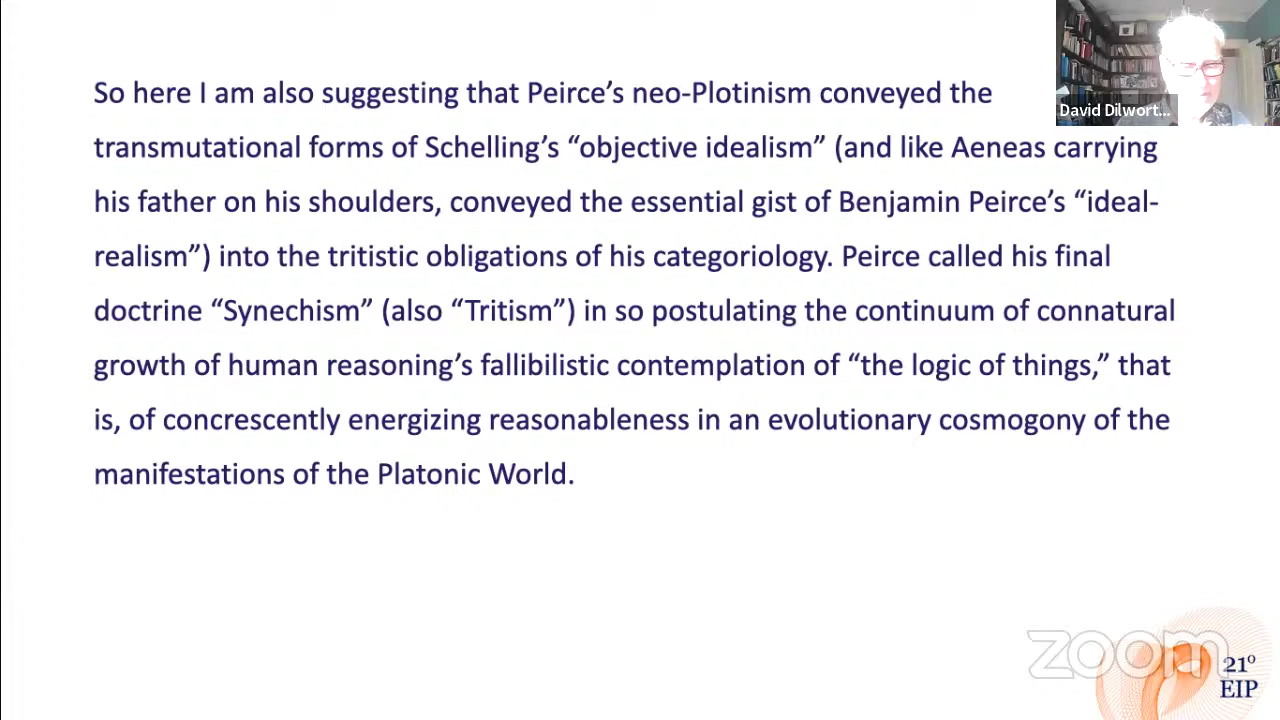 So here I am also suggesting that Peirce’s neo-Plotinism conveyed the
transmutational forms of Schelling’s “objective idealism” (and like Aeneas carrying
his father on his shoulders, conveyed the essential gist of Benjamin Peirce’s “ideal-
realism”) into the tritistic obligations of his categoriology. Peirce called his final
doctrine “Synechism” (also “Tritism”) in so postulating the continuum of connatural
growth of human reasoning’s fallibilistic contemplation of “the logic of things,” that
is, of concrescently energizing reasonableness in an evolutionary cosmogony of the
manifestations of the Platonic World.
David Dilwort...
zoom
21º
EIP